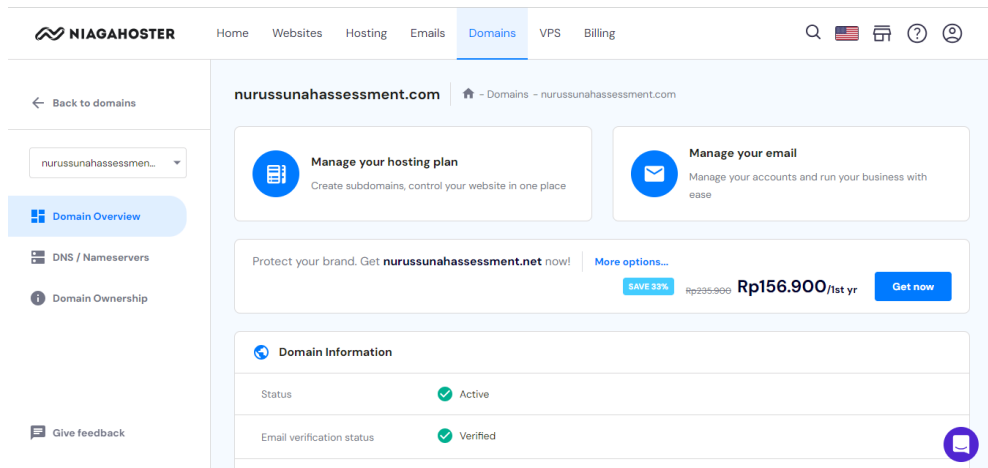 NIAGAHOSTER Home Websites Hosting Emails Domains VPS Billing
Back to domains
nurussunahassessmen...
Domain Overview
DNS / Nameservers
Domain Ownership
Give feedback
nurussunahassessment.com - Domains - nurussunahassessment.com
Manage your hosting plan
Create subdomains, control your website in one place
Manage your email
Manage your accounts and run your business with
ease
Protect your brand. Get nurussunahassessment.net now! More options...
SAVE 33% Rp235.900 Rp156.900/1st yr Get now
Domain Information
Status Active
Email verification status Verified